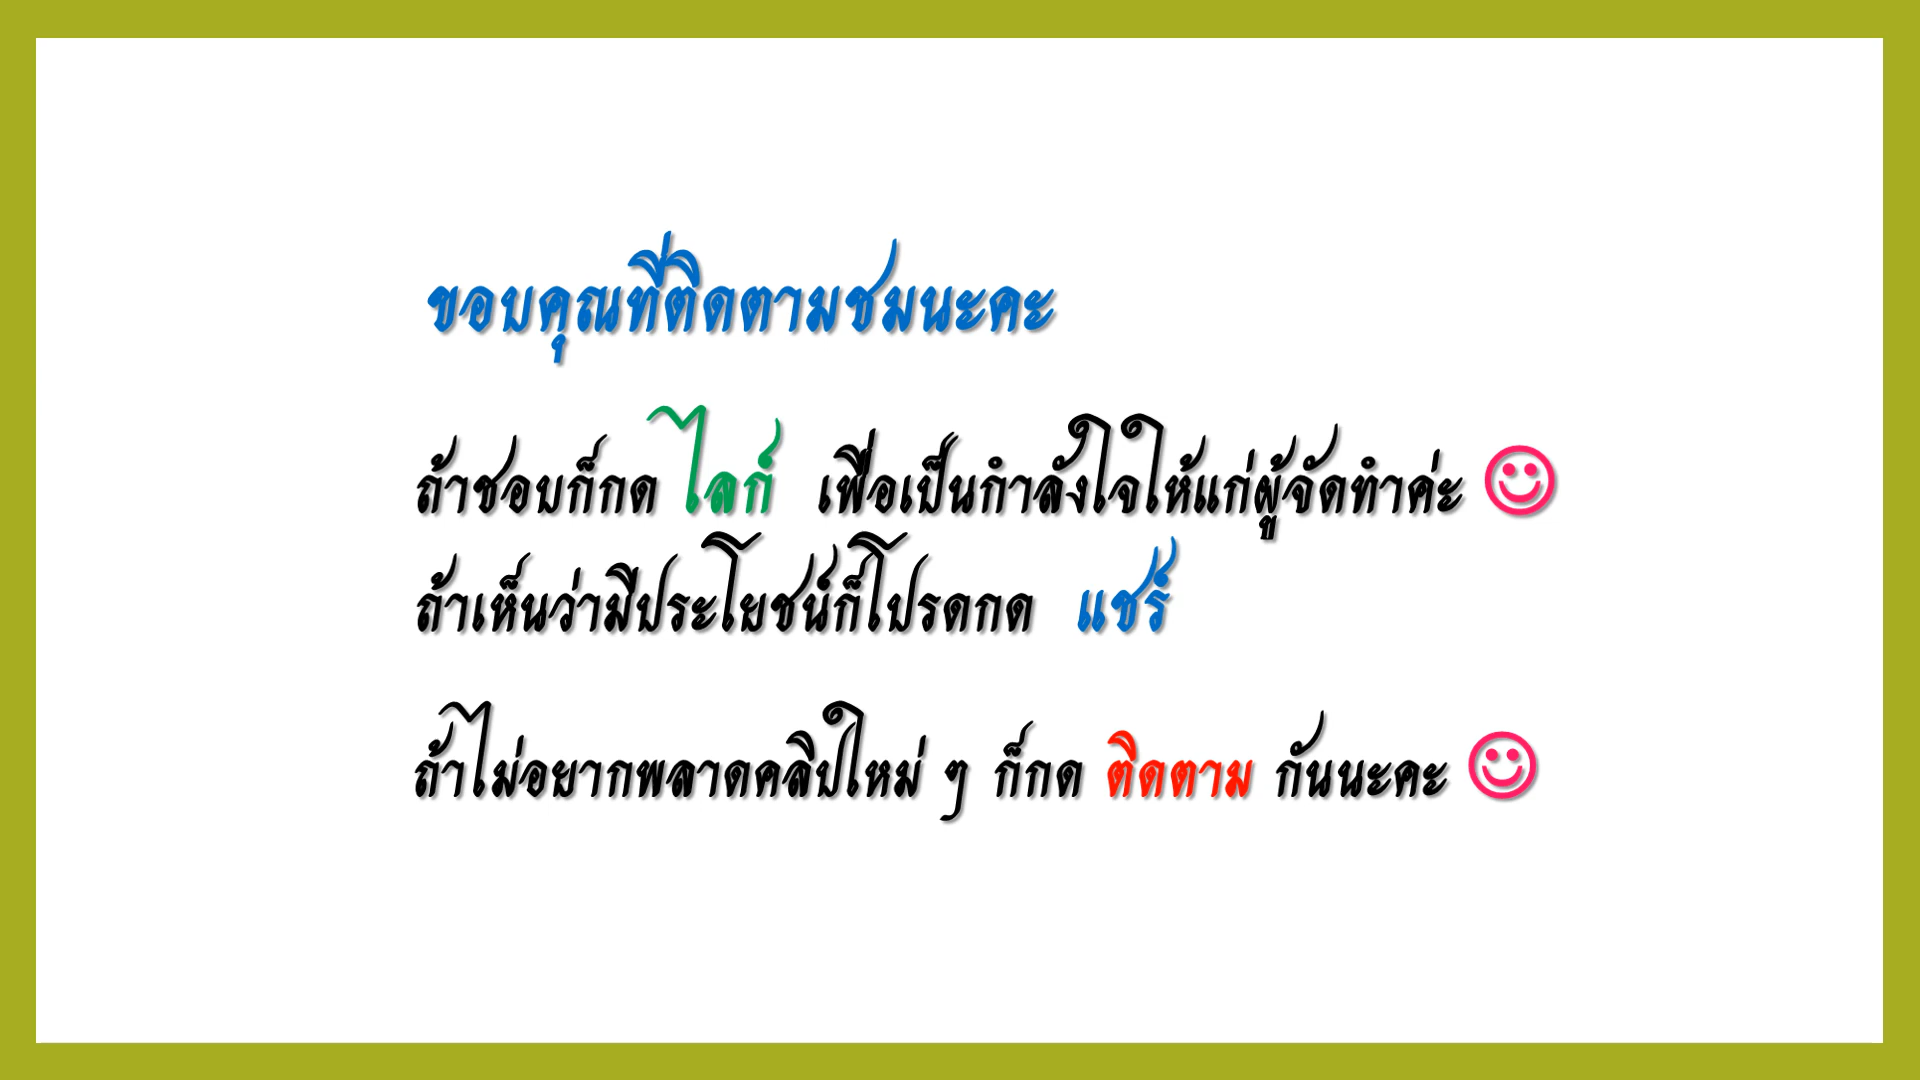 ขอบคุณที่ติดตามชมนะคะ
ถ้าชอบก็กด ไลก์ เพื่อเป็นกำลังใจให้แก่ผู้จัดทำค่ะ ☺
ถ้าเห็นว่ามีประโยชน์ก็โปรดกด แชร์
ถ้าไม่อยากพลาดคลิปใหม่ ๆ ก็กด ติดตาม กันนะคะ ☺